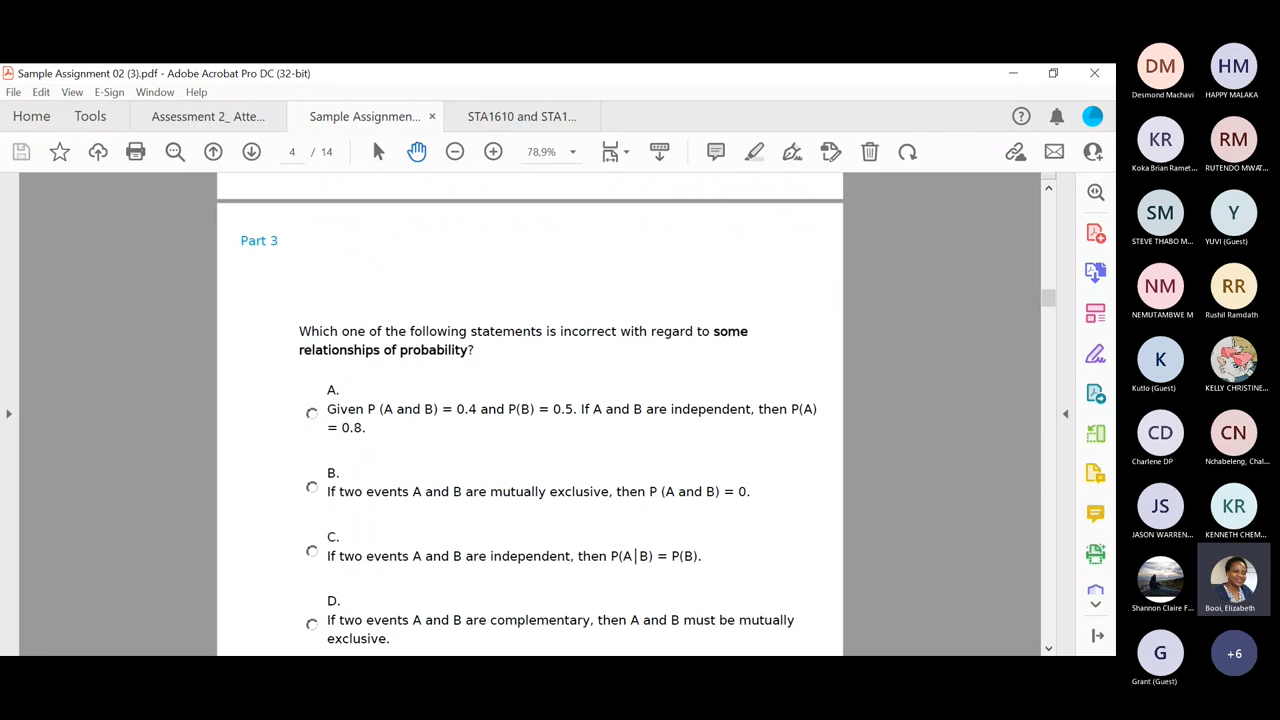 Sample Assignment 02 (3).pdf - Adobe Acrobat Pro DC (32-bit)
File Edit View E-Sign Window Help
Home Tools Assessment 2_ Atte... Sample Assignmen... × STA1610 and STA1...
4 / 14 78,9%
Part 3
Which one of the following statements is incorrect with regard to some
relationships of probability?
A.
Given P (A and B) = 0.4 and P(B) = 0.5. If A and B are independent, then P(A)
= 0.8.
B.
If two events A and B are mutually exclusive, then P (A and B) = 0.
C.
If two events A and B are independent, then P(A|B) = P(B).
D.
If two events A and B are complementary, then A and B must be mutually
exclusive.
DM HM
Desmond Machavi HAPPY MALAKA
KR RM
Koka Brian Ramet... RUTENDO MWAT...
SM Y
STEVE THABO M... YUVI (Guest)
NM RR
NEMUTAMBWE M Rushil Ramdath
K
Kutlo (Guest) KELLY CHRISTINE...
CD CN
Charlene DP Nchabeleng, Chal...
JS KR
JASON WARREN... KENNETH CHEM...
Shannon Claire F... Booi, Elizabeth
G +6
Grant (Guest)